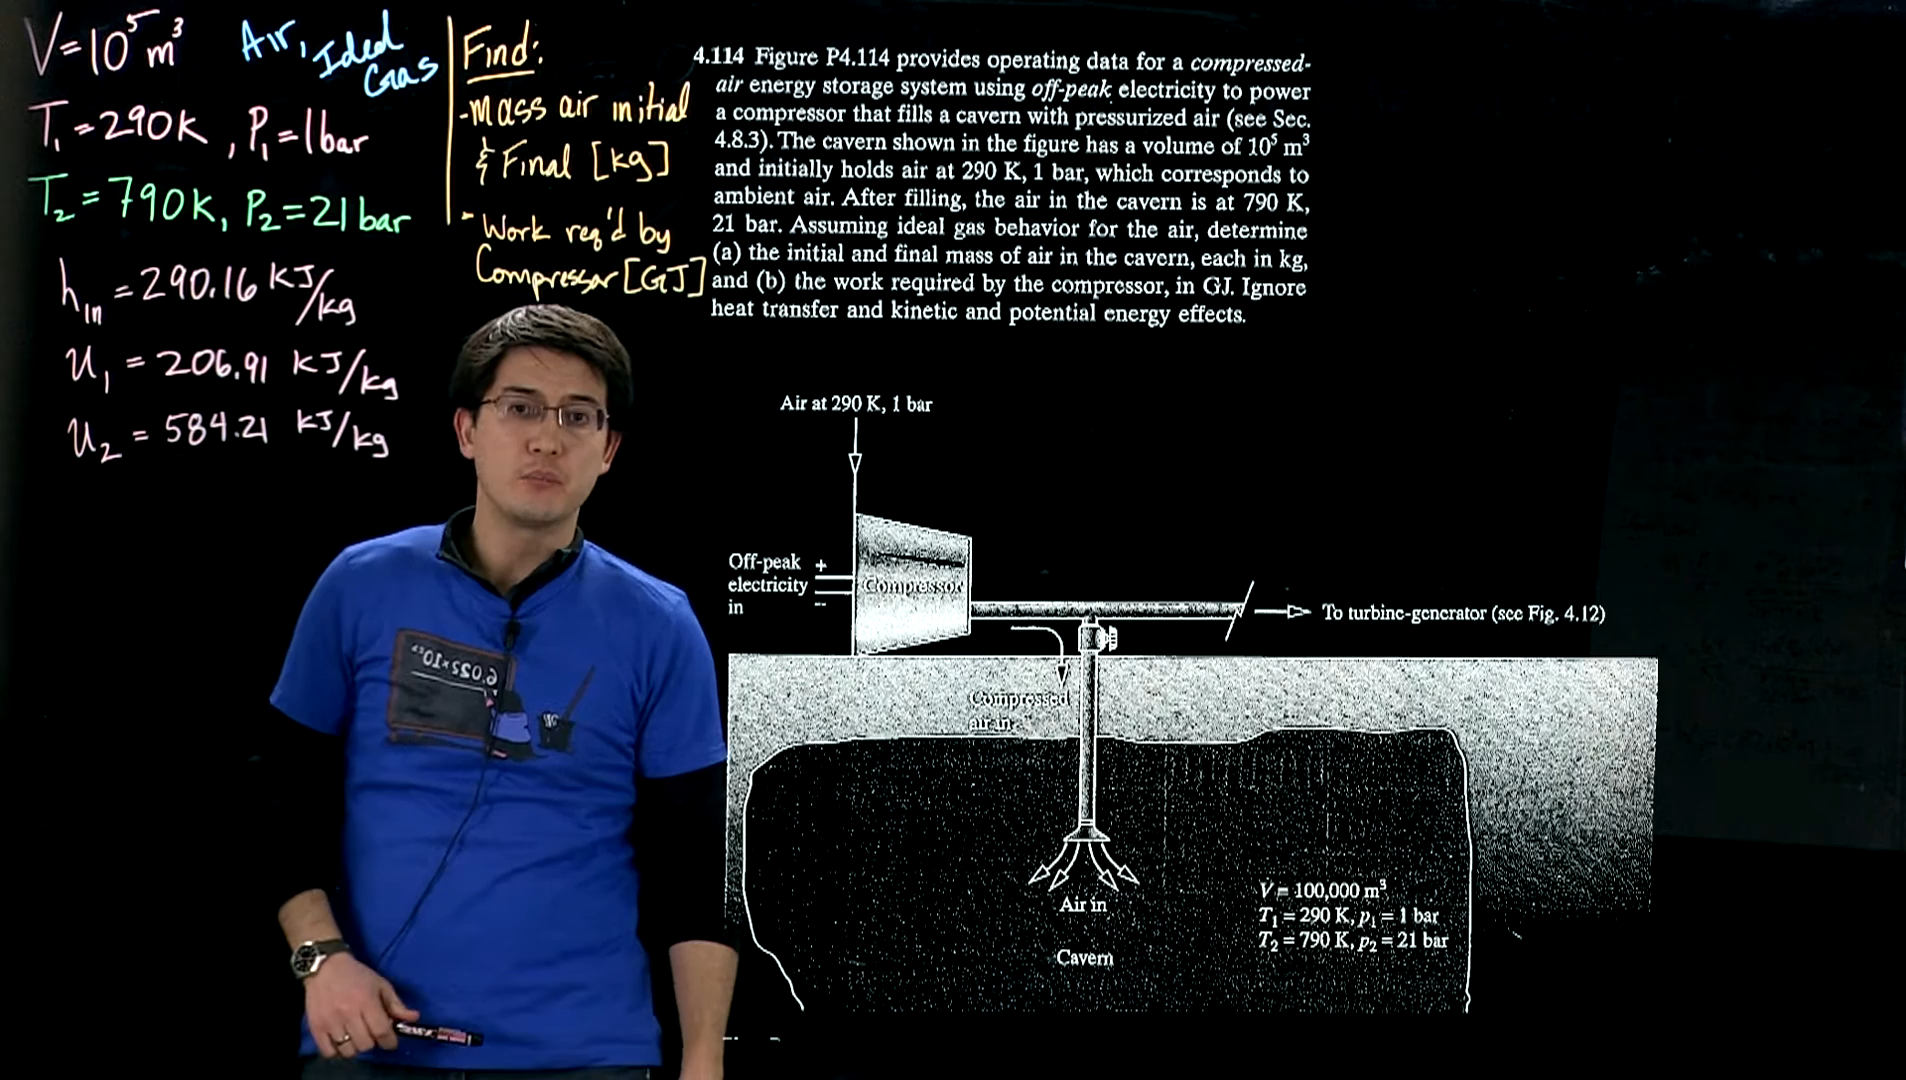 V=10⁵ m³
Air, Ideal
Gas
T₁=290K, P₁=1bar
T₂=790K, P₂=21bar
hᵢₙ=290.16 kJ/kg
u₁ = 206.91 kJ/kg
u₂ = 584.21 kJ/kg
Find:
-mass air initial
& Final [kg]
- Work req'd by
Compressor [GJ]
4.114 Figure P4.114 provides operating data for a compressed-
air energy storage system using off-peak electricity to power
a compressor that fills a cavern with pressurized air (see Sec.
4.8.3). The cavern shown in the figure has a volume of 10⁵ m³
and initially holds air at 290 K, 1 bar, which corresponds to
ambient air. After filling, the air in the cavern is at 790 K,
21 bar. Assuming ideal gas behavior for the air, determine
(a) the initial and final mass of air in the cavern, each in kg,
and (b) the work required by the compressor, in GJ. Ignore
heat transfer and kinetic and potential energy effects.
Air at 290 K, 1 bar
Off-peak +
electricity
in –
Compressor
To turbine-generator (see Fig. 4.12)
Compressed
air in
Air in
Cavern
V = 100,000 m³
T₁ = 290 K, p₁ = 1 bar
T₂ = 790 K, p₂ = 21 bar
6.025×10²³